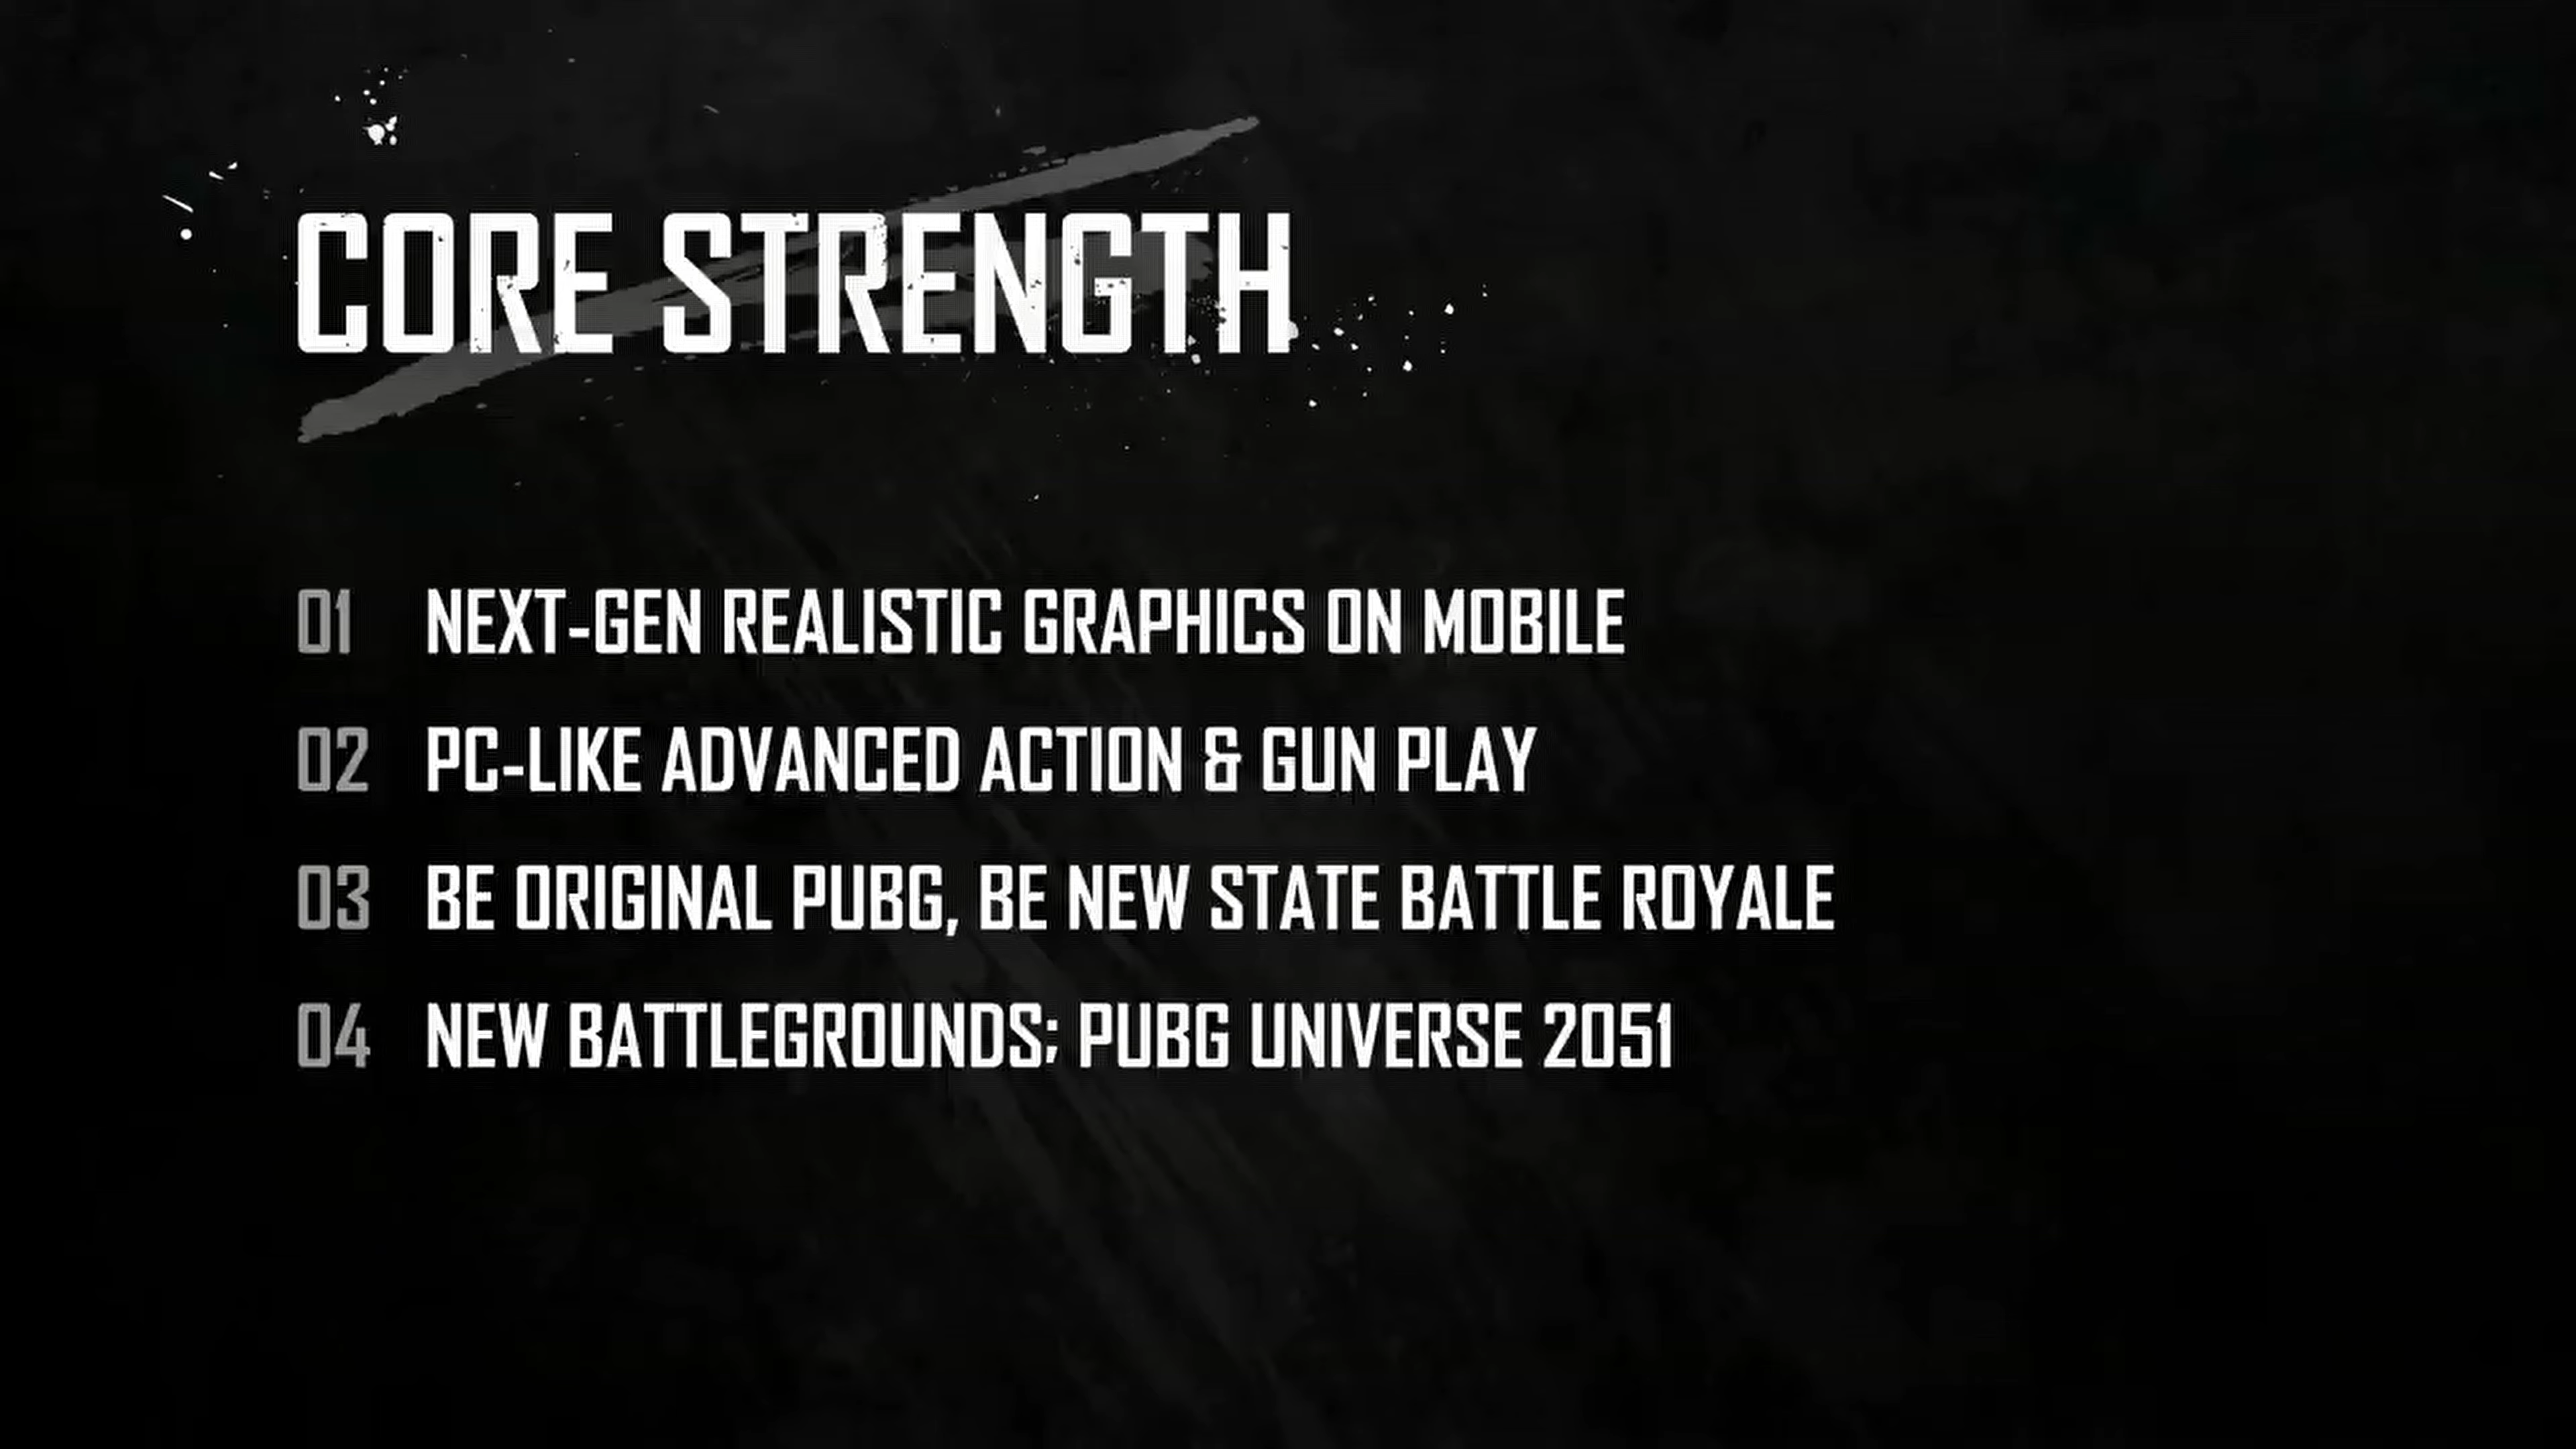 CORE STRENGTH
01 NEXT-GEN REALISTIC GRAPHICS ON MOBILE
02 PC-LIKE ADVANCED ACTION & GUN PLAY
03 BE ORIGINAL PUBG, BE NEW STATE BATTLE ROYALE
04 NEW BATTLEGROUNDS; PUBG UNIVERSE 2051